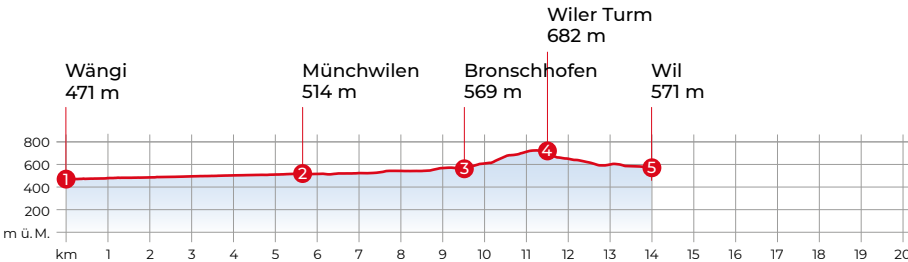 Wiler Turm
682 m
Wängi
471 m
Münchwilen
514 m
Bronschhofen
569 m
Wil
571 m
800
600
400
200
m ü. M.
1
2
3
4
5
km 1 2 3 4 5 6 7 8 9 10 11 12 13 14 15 16 17 18 19 20